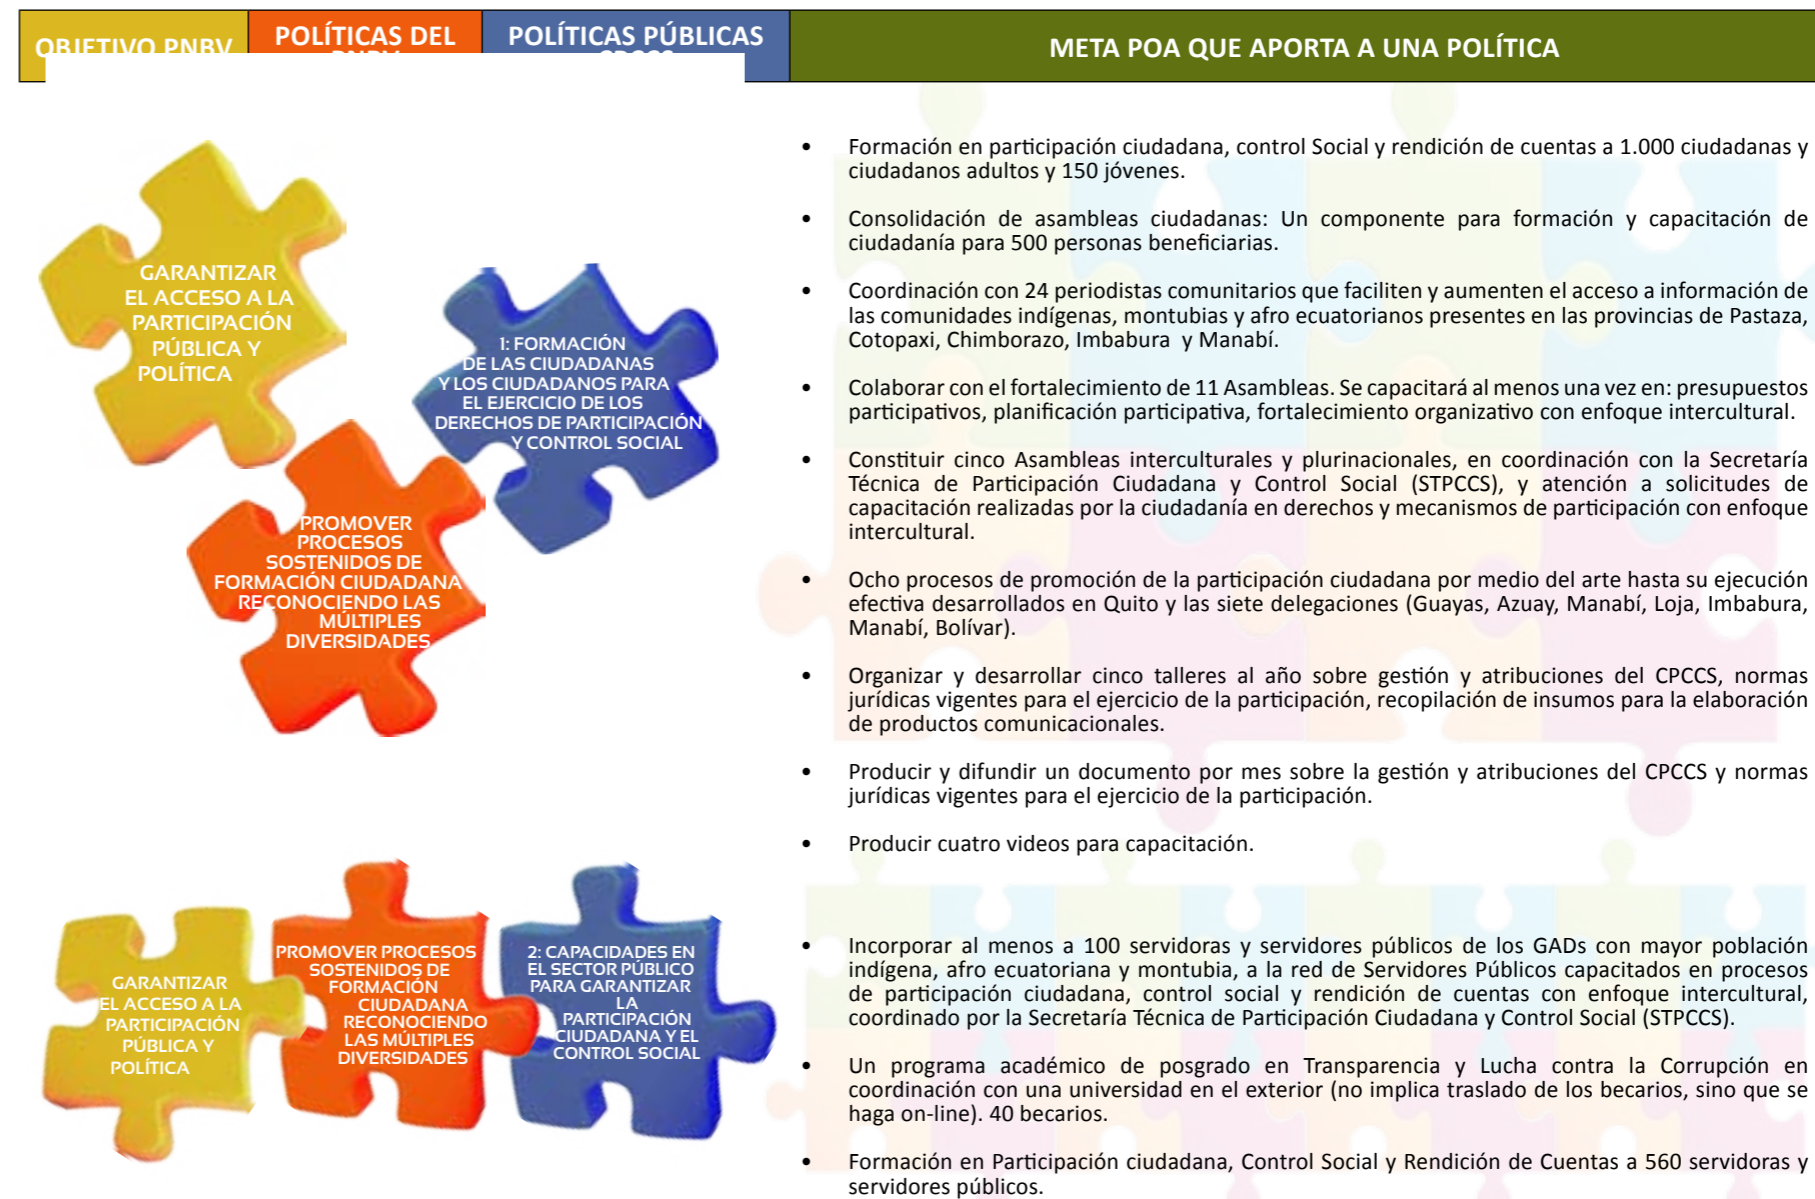 OBJETIVO PNBV
POLÍTICAS DEL
PNBV
POLÍTICAS PÚBLICAS
CPCCS
META POA QUE APORTA A UNA POLÍTICA
GARANTIZAR
EL ACCESO A LA
PARTICIPACIÓN
PÚBLICA Y
POLÍTICA
1: FORMACIÓN
DE LAS CIUDADANAS
Y LOS CIUDADANOS PARA
EL EJERCICIO DE LOS
DERECHOS DE PARTICIPACIÓN
Y CONTROL SOCIAL
PROMOVER
PROCESOS
SOSTENIDOS DE
FORMACIÓN CIUDADANA
RECONOCIENDO LAS
MÚLTIPLES
DIVERSIDADES
• Formación en participación ciudadana, control Social y rendición de cuentas a 1.000 ciudadanas y
ciudadanos adultos y 150 jóvenes.
• Consolidación de asambleas ciudadanas: Un componente para formación y capacitación de
ciudadanía para 500 personas beneficiarias.
• Coordinación con 24 periodistas comunitarios que faciliten y aumenten el acceso a información de
las comunidades indígenas, montubias y afro ecuatorianos presentes en las provincias de Pastaza,
Cotopaxi, Chimborazo, Imbabura y Manabí.
• Colaborar con el fortalecimiento de 11 Asambleas. Se capacitará al menos una vez en: presupuestos
participativos, planificación participativa, fortalecimiento organizativo con enfoque intercultural.
• Constituir cinco Asambleas interculturales y plurinacionales, en coordinación con la Secretaría
Técnica de Participación Ciudadana y Control Social (STPCCS), y atención a solicitudes de
capacitación realizadas por la ciudadanía en derechos y mecanismos de participación con enfoque
intercultural.
• Ocho procesos de promoción de la participación ciudadana por medio del arte hasta su ejecución
efectiva desarrollados en Quito y las siete delegaciones (Guayas, Azuay, Manabí, Loja, Imbabura,
Manabí, Bolívar).
• Organizar y desarrollar cinco talleres al año sobre gestión y atribuciones del CPCCS, normas
jurídicas vigentes para el ejercicio de la participación, recopilación de insumos para la elaboración
de productos comunicacionales.
• Producir y difundir un documento por mes sobre la gestión y atribuciones del CPCCS y normas
jurídicas vigentes para el ejercicio de la participación.
• Producir cuatro videos para capacitación.
GARANTIZAR
EL ACCESO A LA
PARTICIPACIÓN
PÚBLICA Y
POLÍTICA
PROMOVER PROCESOS
SOSTENIDOS DE
FORMACIÓN
CIUDADANA
RECONOCIENDO
LAS MÚLTIPLES
DIVERSIDADES
2: CAPACIDADES EN
EL SECTOR PÚBLICO
PARA GARANTIZAR
LA
PARTICIPACIÓN
CIUDADANA Y EL
CONTROL SOCIAL
• Incorporar al menos a 100 servidoras y servidores públicos de los GADs con mayor población
indígena, afro ecuatoriana y montubia, a la red de Servidores Públicos capacitados en procesos
de participación ciudadana, control social y rendición de cuentas con enfoque intercultural,
coordinado por la Secretaría Técnica de Participación Ciudadana y Control Social (STPCCS).
• Un programa académico de posgrado en Transparencia y Lucha contra la Corrupción en
coordinación con una universidad en el exterior (no implica traslado de los becarios, sino que se
haga on-line). 40 becarios.
• Formación en Participación ciudadana, Control Social y Rendición de Cuentas a 560 servidoras y
servidores públicos.